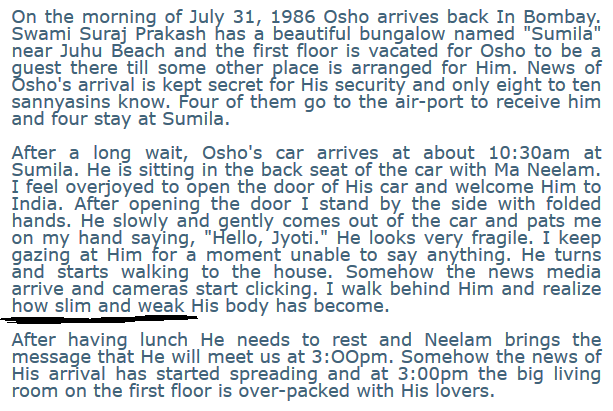 On the morning of July 31, 1986 Osho arrives back In Bombay.
Swami Suraj Prakash has a beautiful bungalow named "Sumila"
near Juhu Beach and the first floor is vacated for Osho to be a
guest there till some other place is arranged for Him. News of
Osho's arrival is kept secret for His security and only eight to ten
sannyasins know. Four of them go to the air-port to receive him
and four stay at Sumila.
After a long wait, Osho's car arrives at about 10:30am at
Sumila. He is sitting in the back seat of the car with Ma Neelam.
I feel overjoyed to open the door of His car and welcome Him to
India. After opening the door I stand by the side with folded
hands. He slowly and gently comes out of the car and pats me
on my hand saying, "Hello, Jyoti." He looks very fragile. I keep
gazing at Him for a moment unable to say anything. He turns
and starts walking to the house. Somehow the news media
arrive and cameras start clicking. I walk behind Him and realize
how slim and weak His body has become.
After having lunch He needs to rest and Neelam brings the
message that He will meet us at 3:OOpm. Somehow the news of
His arrival has started spreading and at 3:00pm the big living
room on the first floor is over-packed with His lovers.